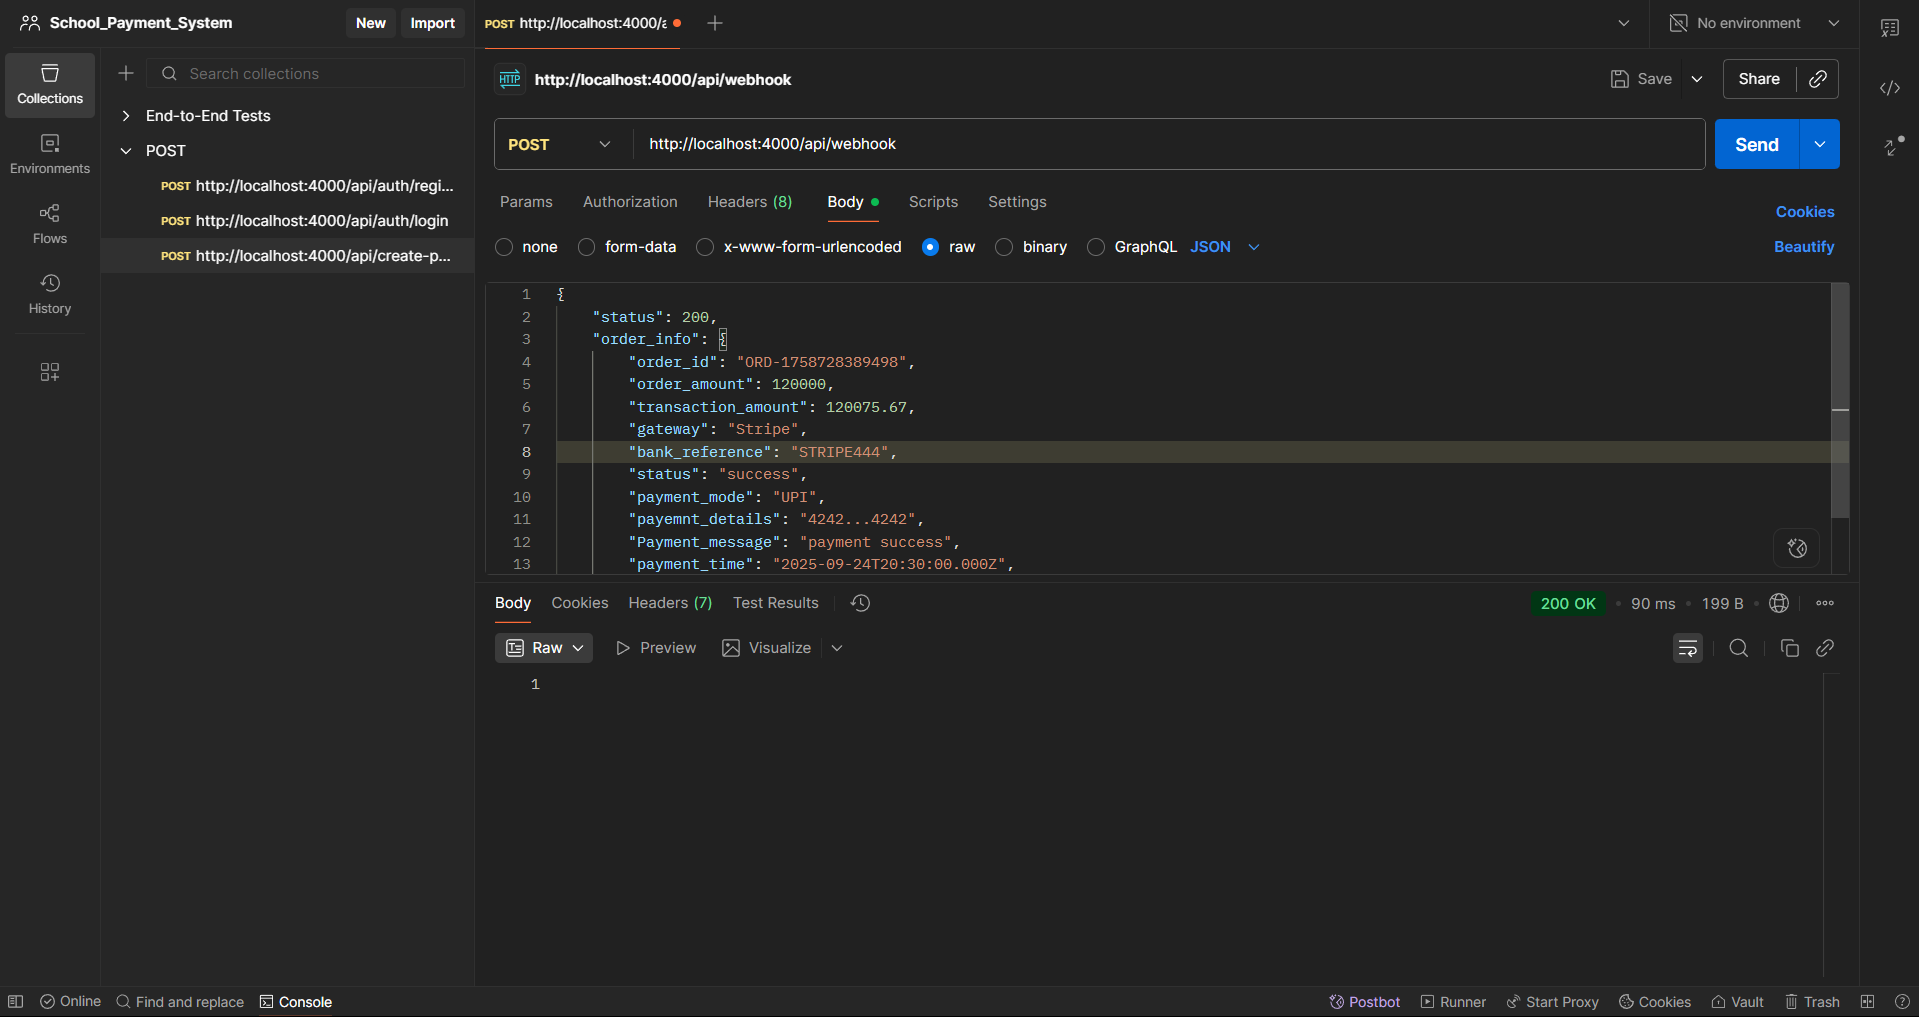 School_Payment_System
New
Import
POST http://localhost:4000/a
No environment
Collections
Environments
Flows
History
Search collections
End-to-End Tests
POST
POST http://localhost:4000/api/auth/regi...
POST http://localhost:4000/api/auth/login
POST http://localhost:4000/api/create-p...
HTTP http://localhost:4000/api/webhook
Save
Share
POST http://localhost:4000/api/webhook
Send
Params Authorization Headers (8) Body Scripts Settings
Cookies
none form-data x-www-form-urlencoded raw binary GraphQL JSON
Beautify
1 {
2 "status": 200,
3 "order_info": {
4 "order_id": "ORD-1758728389498",
5 "order_amount": 120000,
6 "transaction_amount": 120075.67,
7 "gateway": "Stripe",
8 "bank_reference": "STRIPE444",
9 "status": "success",
10 "payment_mode": "UPI",
11 "payemnt_details": "4242...4242",
12 "Payment_message": "payment success",
13 "payment_time": "2025-09-24T20:30:00.000Z",
Body Cookies Headers (7) Test Results
200 OK • 90 ms • 199 B •
Raw Preview Visualize
1
Online Find and replace Console
Postbot Runner Start Proxy Cookies Vault Trash